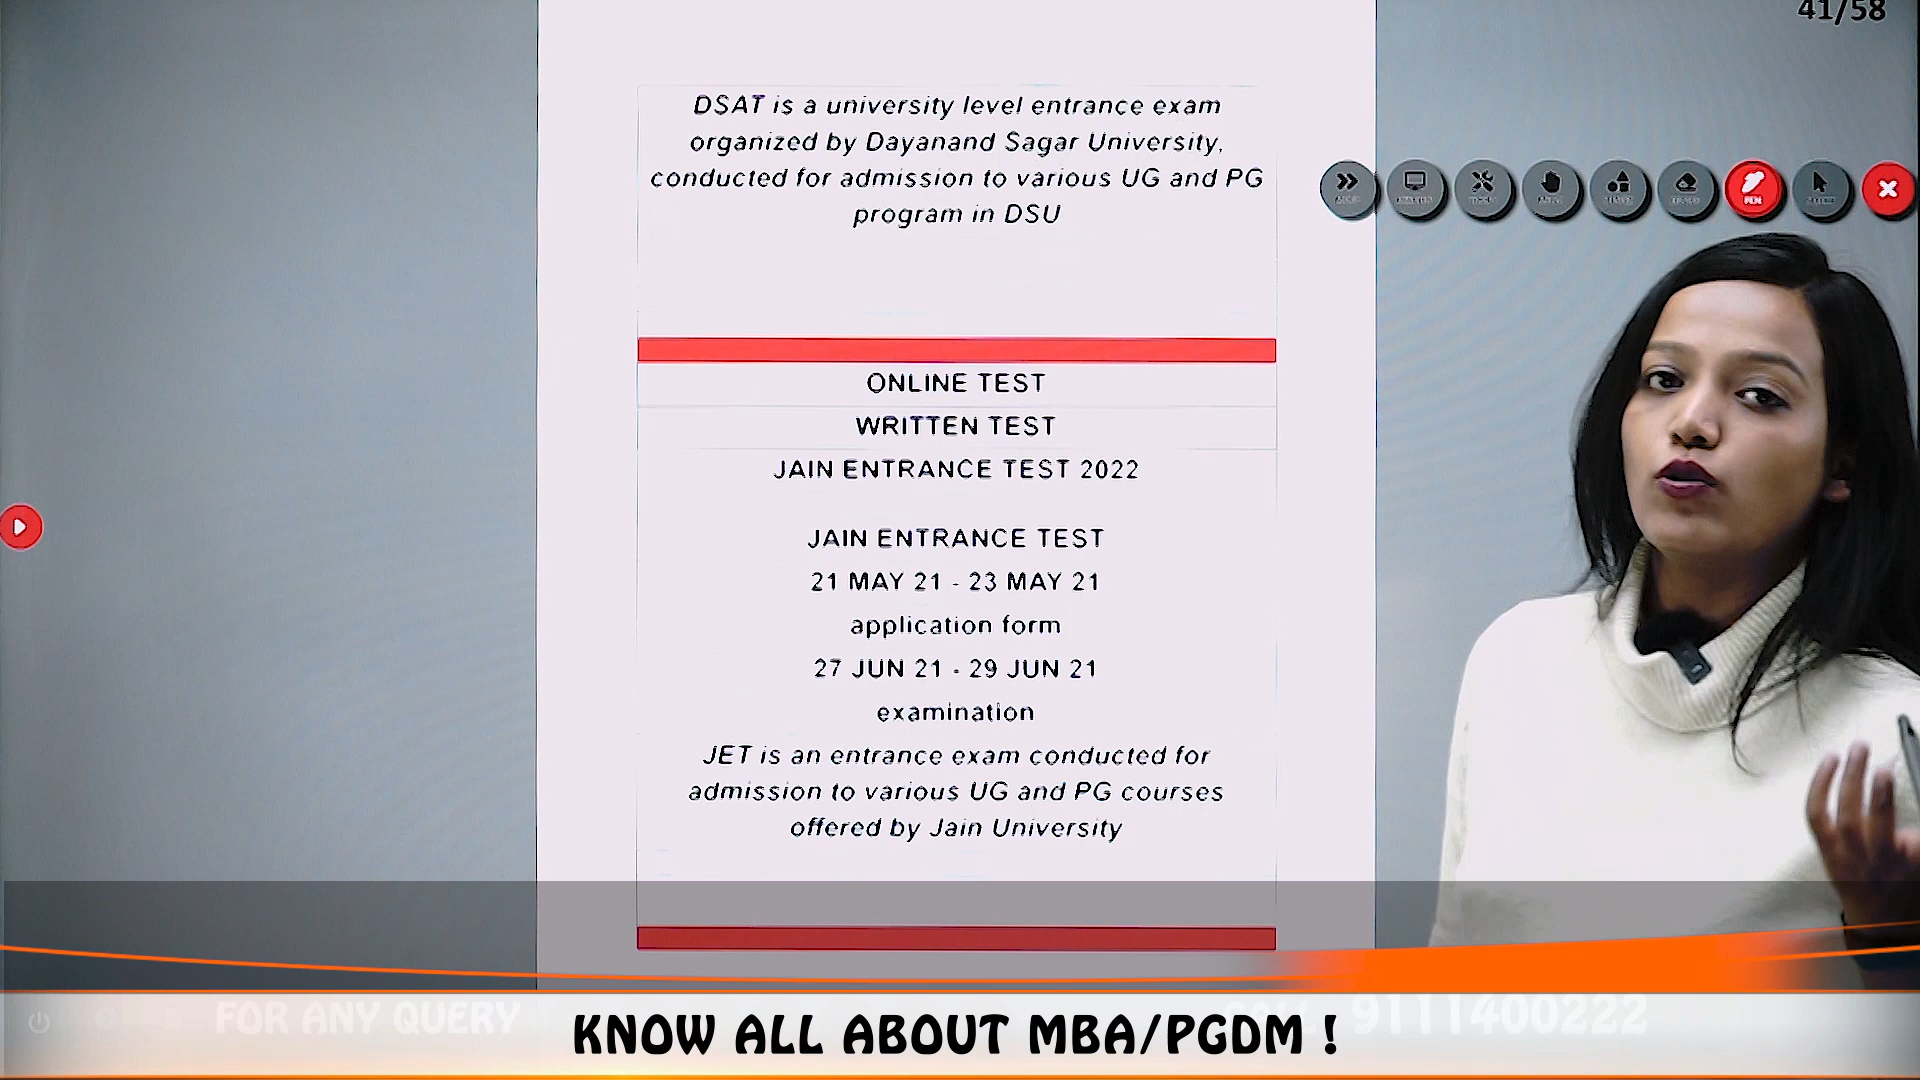 41/58
DSAT is a university level entrance exam
organized by Dayanand Sagar University,
conducted for admission to various UG and PG
program in DSU
PEN
ONLINE TEST
WRITTEN TEST
JAIN ENTRANCE TEST 2022
JAIN ENTRANCE TEST
21 MAY 21 - 23 MAY 21
application form
27 JUN 21 - 29 JUN 21
examination
JET is an entrance exam conducted for
admission to various UG and PG courses
offered by Jain University
FOR ANY QUERY
CALL 9111400222
KNOW ALL ABOUT MBA/PGDM !